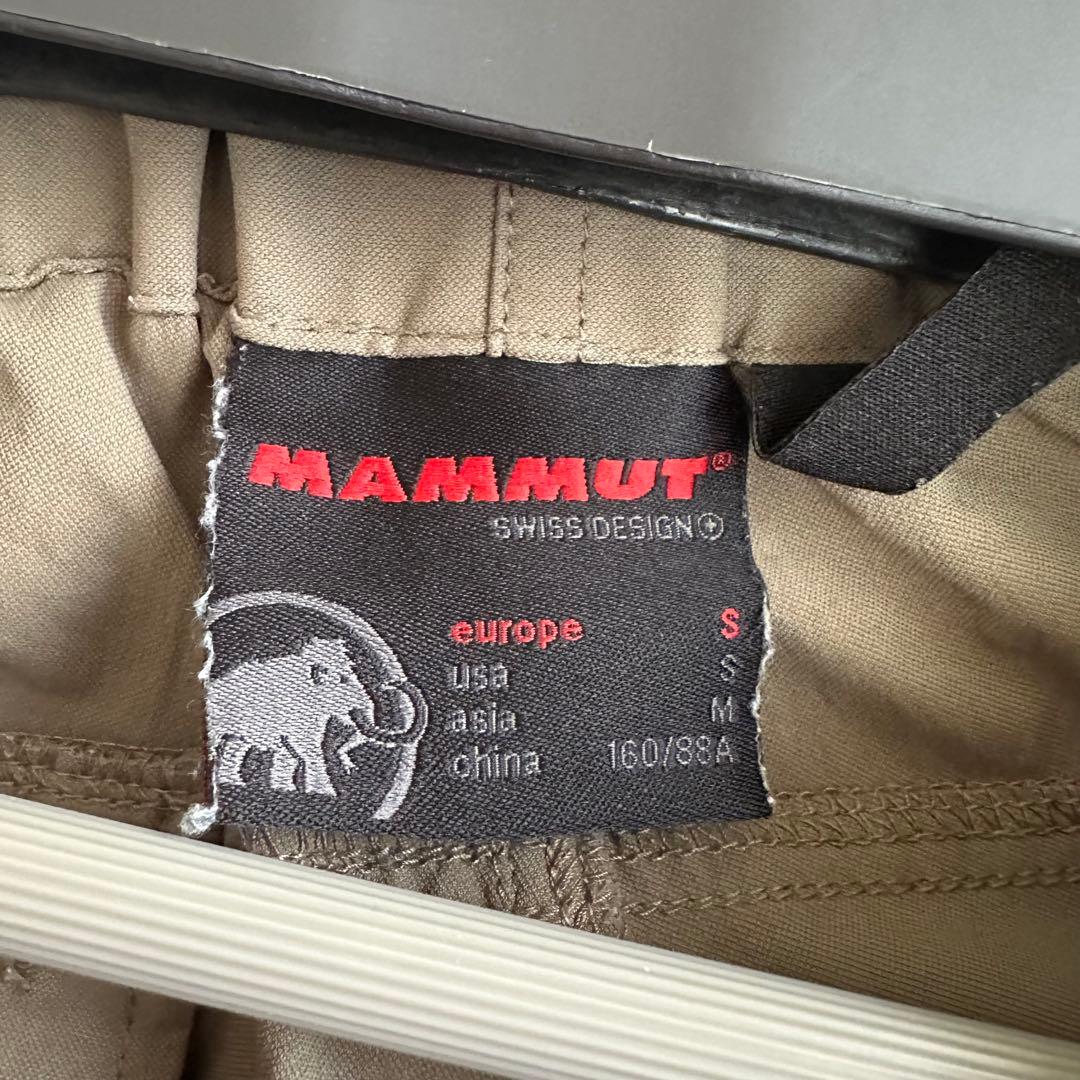 MAMMUT®
SWISS DESIGN
europe S
usa S
asia M
china 160/88A